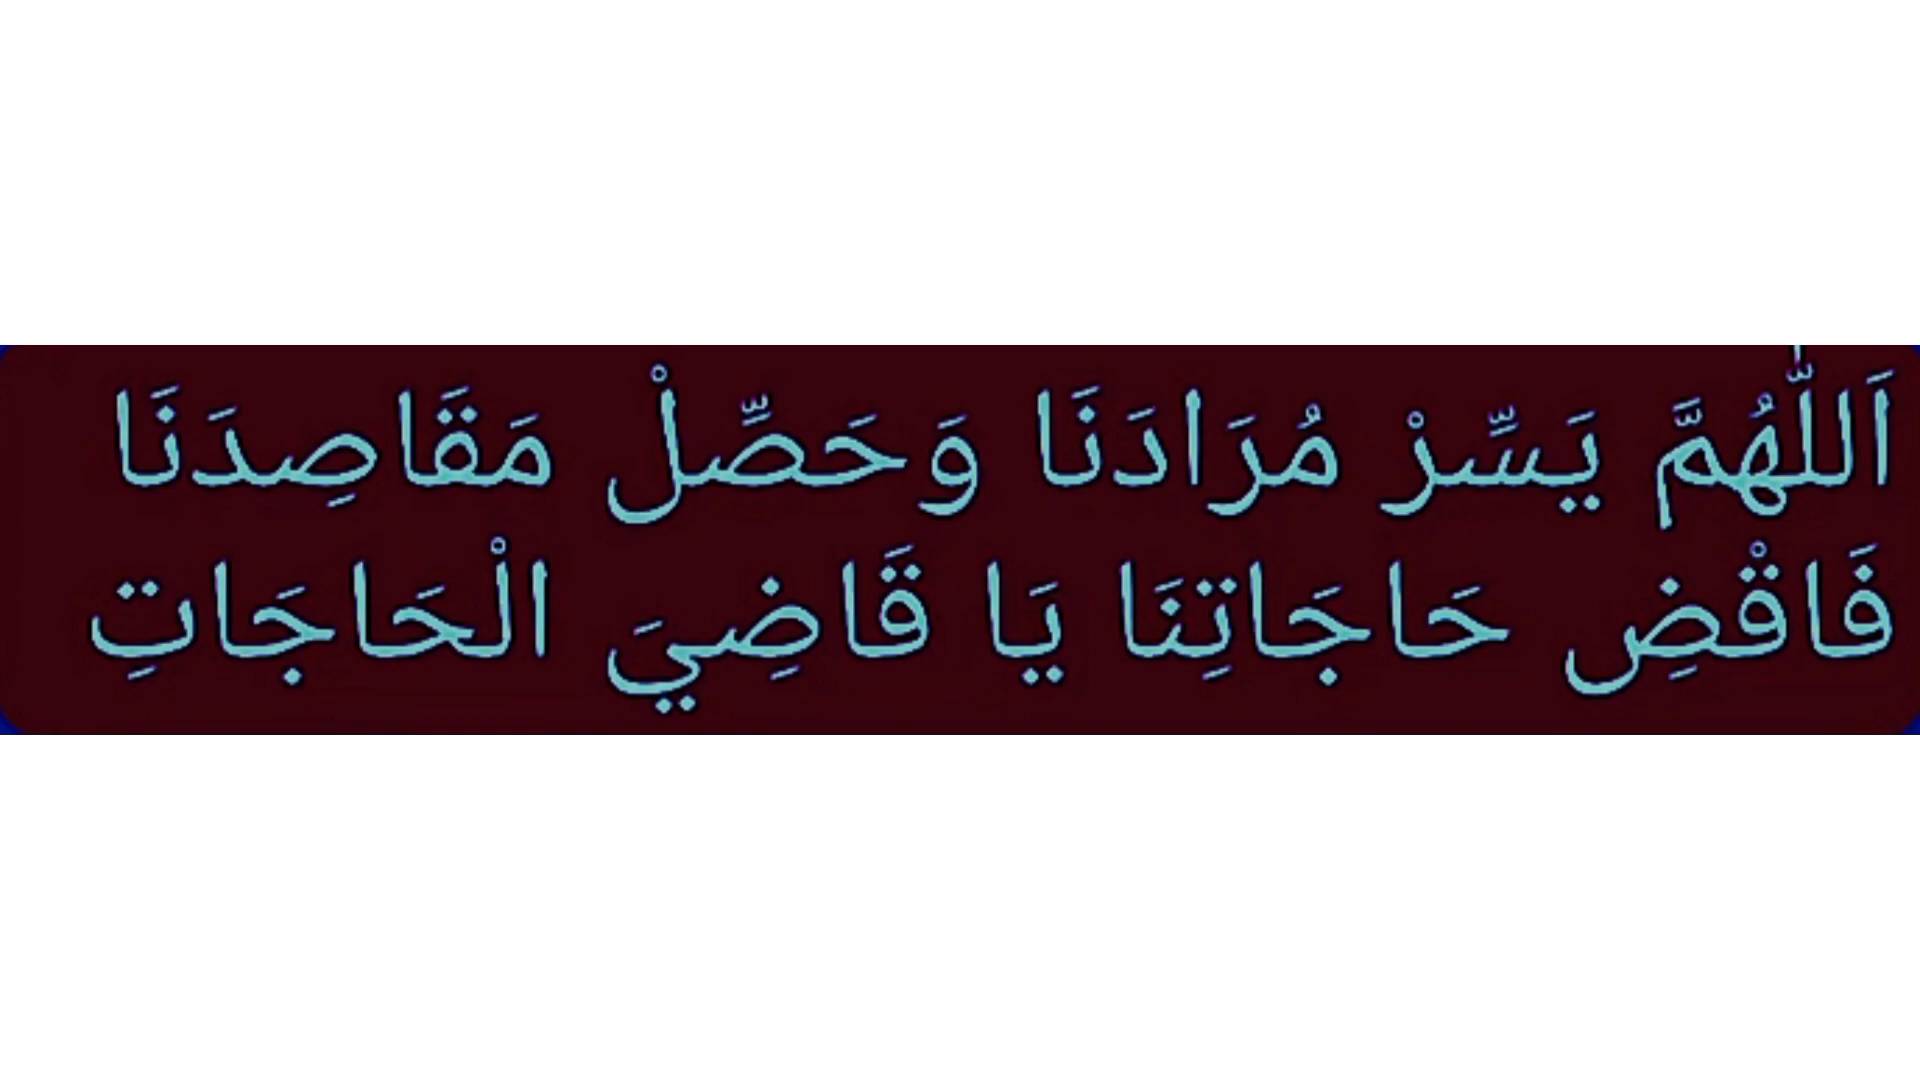 اَللّٰهُمَّ يَسِّرْ مُرَادَنَا وَحَصِّلْ مَقَاصِدَنَا
فَاقْضِ حَاجَاتِنَا يَا قَاضِيَ الْحَاجَاتِ